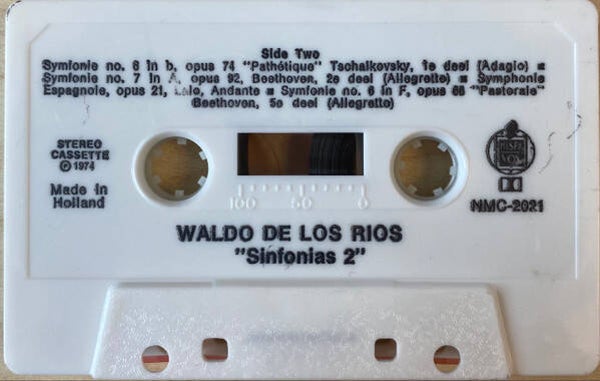 Side Two
Symfonie no. 6 in b, opus 74 "Pathétique" Tschaikovsky, 1e deel (Adagio) ■
Symfonie no. 7 in A, opus 92, Beethoven, 2e deel (Allegretto) ■ Symphonie
Espagnole, opus 21, Lalo, Andante ■ Symfonie no. 6 in F, opus 68 "Pastorale"
Beethoven, 5e deel (Allegretto)
STEREO
CASSETTE
℗ 1974
Made in
Holland
HISPA
VOX
NMC-2021
100 50 0
WALDO DE LOS RIOS
"Sinfonias 2"